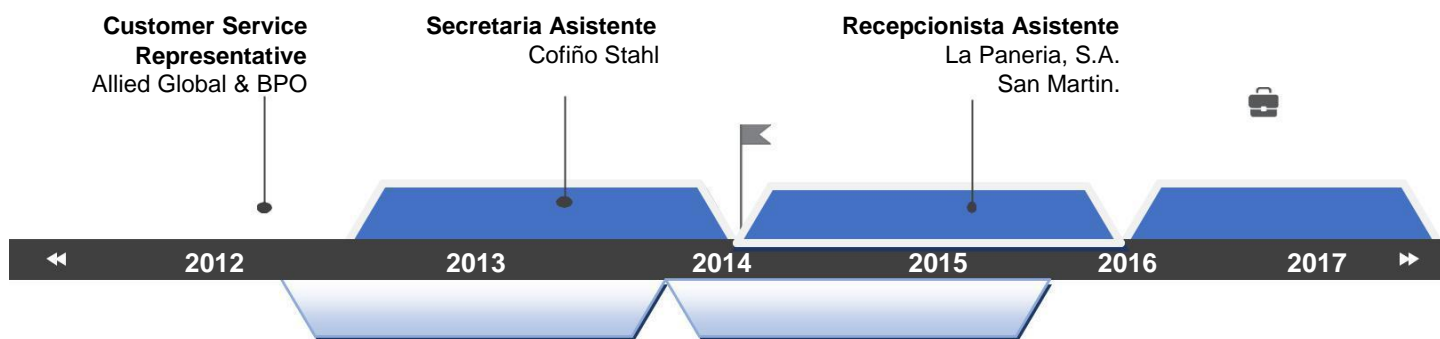 Customer Service
Representative
Allied Global & BPO
Secretaria Asistente
Cofiño Stahl
Recepcionista Asistente
La Paneria, S.A.
San Martin.
2012 2013 2014 2015 2016 2017